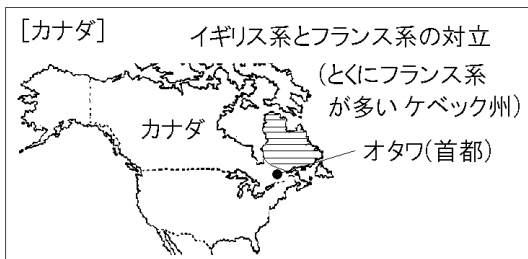 [カナダ]
イギリス系とフランス系の対立
(とくにフランス系
が多い ケベック州)
カナダ
オタワ(首都)